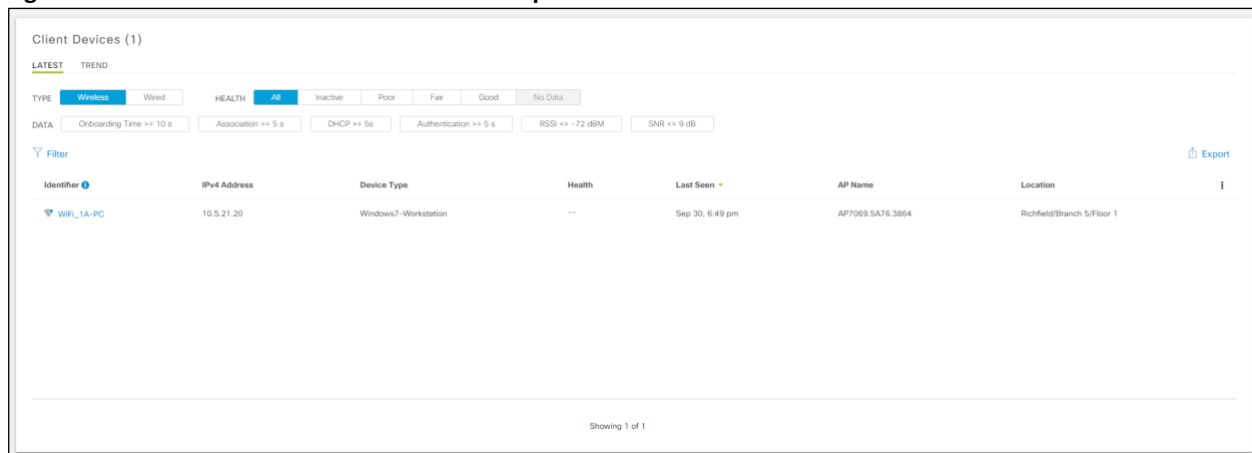 Client Devices (1)
LATEST TREND
TYPE Wireless Wired HEALTH All Inactive Poor Fair Good No Data
DATA Onboarding Time >= 10 s Association >= 5 s DHCP >= 5s Authentication >= 5 s RSSI <= -72 dBM SNR <= 9 dB
Filter Export
Identifier IPv4 Address Device Type Health Last Seen AP Name Location
WiFi_1A-PC 10.5.21.20 Windows7-Workstation -- Sep 30, 6:49 pm AP7069.5A76.3864 Richfield/Branch 5/Floor 1
Showing 1 of 1